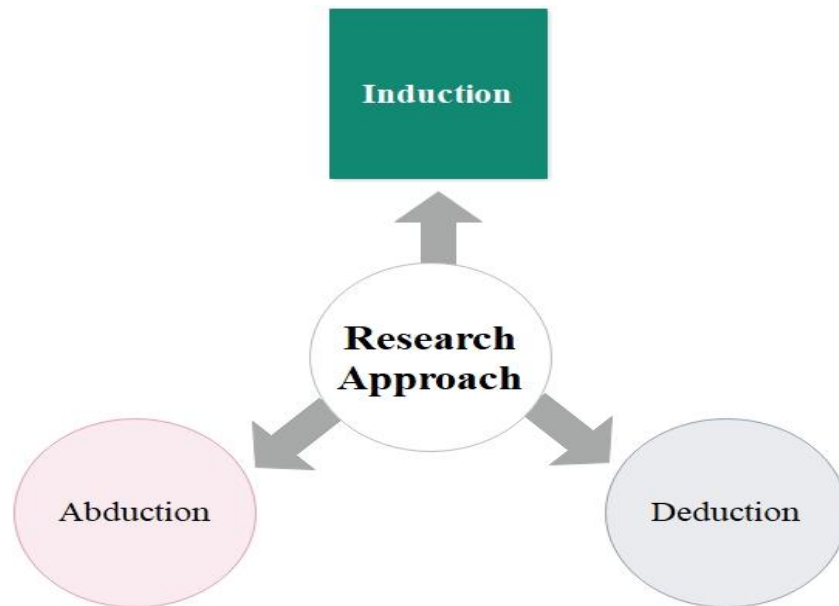 Induction
Research
Approach
Abduction
Deduction